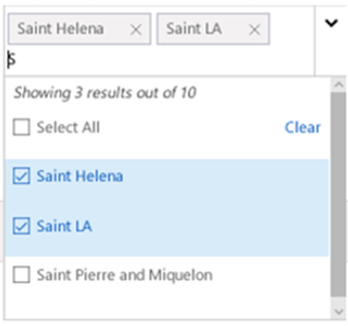 Saint Helena Saint LA
s
Showing 3 results out of 10
Select All Clear
Saint Helena
Saint LA
Saint Pierre and Miquelon